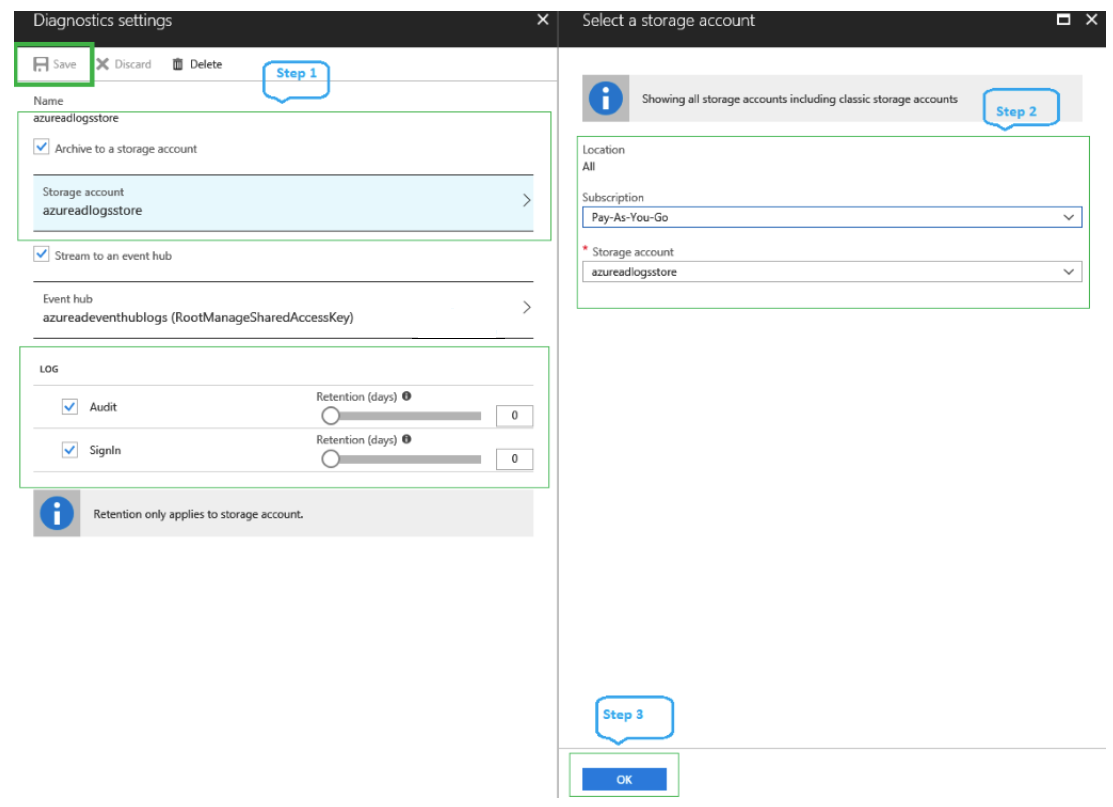 Diagnostics settings
Save Discard Delete
Step 1
Name
azureadlogsstore
Archive to a storage account
Storage account
azureadlogsstore
Stream to an event hub
Event hub
azureadeventhublogs (RootManageSharedAccessKey)
LOG
Audit
Retention (days)
0
SignIn
Retention (days)
0
Retention only applies to storage account.
Select a storage account
Showing all storage accounts including classic storage accounts
Step 2
Location
All
Subscription
Pay-As-You-Go
* Storage account
azureadlogsstore
Step 3
OK